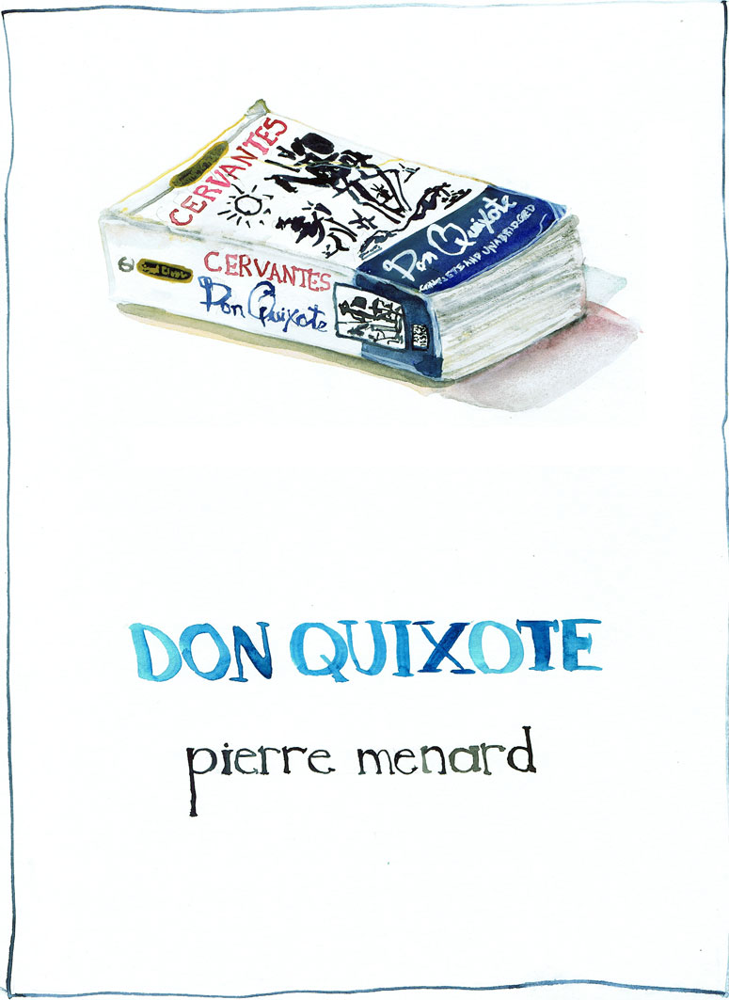 CERVANTES
Don Quixote
COMPLETE AND UNABRIDGED
CERVANTES
Don Quixote
DON QUIXOTE
pierre menard